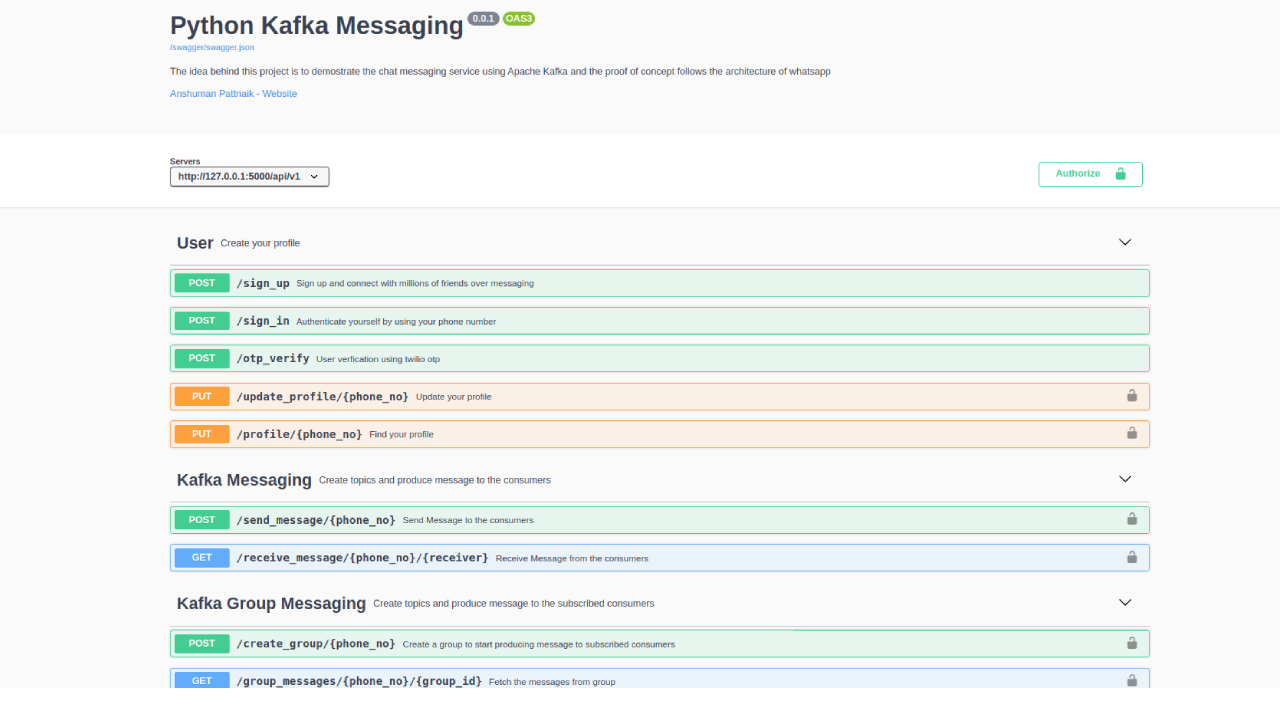 Python Kafka Messaging 0.0.1 OAS3
/swagger/swagger.json
The idea behind this project is to demostrate the chat messaging service using Apache Kafka and the proof of concept follows the architecture of whatsapp
Anshuman Pattnaik - Website
Servers
http://127.0.0.1:5000/api/v1
Authorize
User Create your profile
POST /sign_up Sign up and connect with millions of friends over messaging
POST /sign_in Authenticate yourself by using your phone number
POST /otp_verify User verfication using twilio otp
PUT /update_profile/{phone_no} Update your profile
PUT /profile/{phone_no} Find your profile
Kafka Messaging Create topics and produce message to the consumers
POST /send_message/{phone_no} Send Message to the consumers
GET /receive_message/{phone_no}/{receiver} Receive Message from the consumers
Kafka Group Messaging Create topics and produce message to the subscribed consumers
POST /create_group/{phone_no} Create a group to start producing message to subscribed consumers
GET /group_messages/{phone_no}/{group_id} Fetch the messages from group